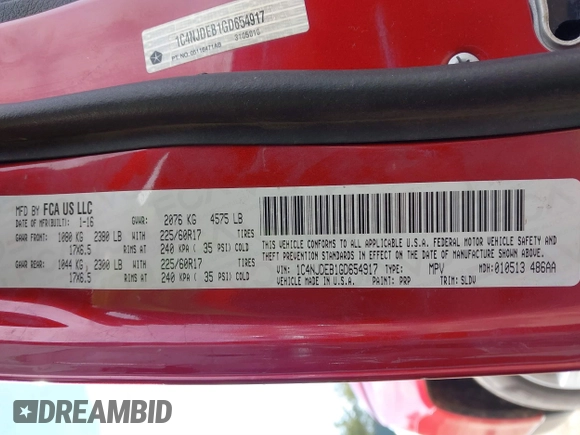 1C4NJDEB1GD654917
MFD BY FCA US LLC
DATE OF MFR(BUILT): 1-16 GVWR: 2076 KG 4575 LB
GAWR FRONT: 1080 KG 2380 LB WITH 225/60R17 TIRES
17X6.5 RIMS AT 240 KPA ( 35 PSI) COLD
GAWR REAR: 1044 KG 2300 LB WITH 225/60R17 TIRES
17X6.5 RIMS AT 240 KPA ( 35 PSI) COLD
THIS VEHICLE CONFORMS TO ALL APPLICABLE U.S.A. FEDERAL MOTOR VEHICLE SAFETY AND
THEFT PREVENTION STANDARDS IN EFFECT ON THE DATE OF MANUFACTURE SHOWN ABOVE.
VIN: 1C4NJDEB1GD654917 TYPE: MPV MDH: 010513 486AA
VEHICLE MADE IN U.S.A. PAINT: PRP TRIM: SLDV
DREAMBID